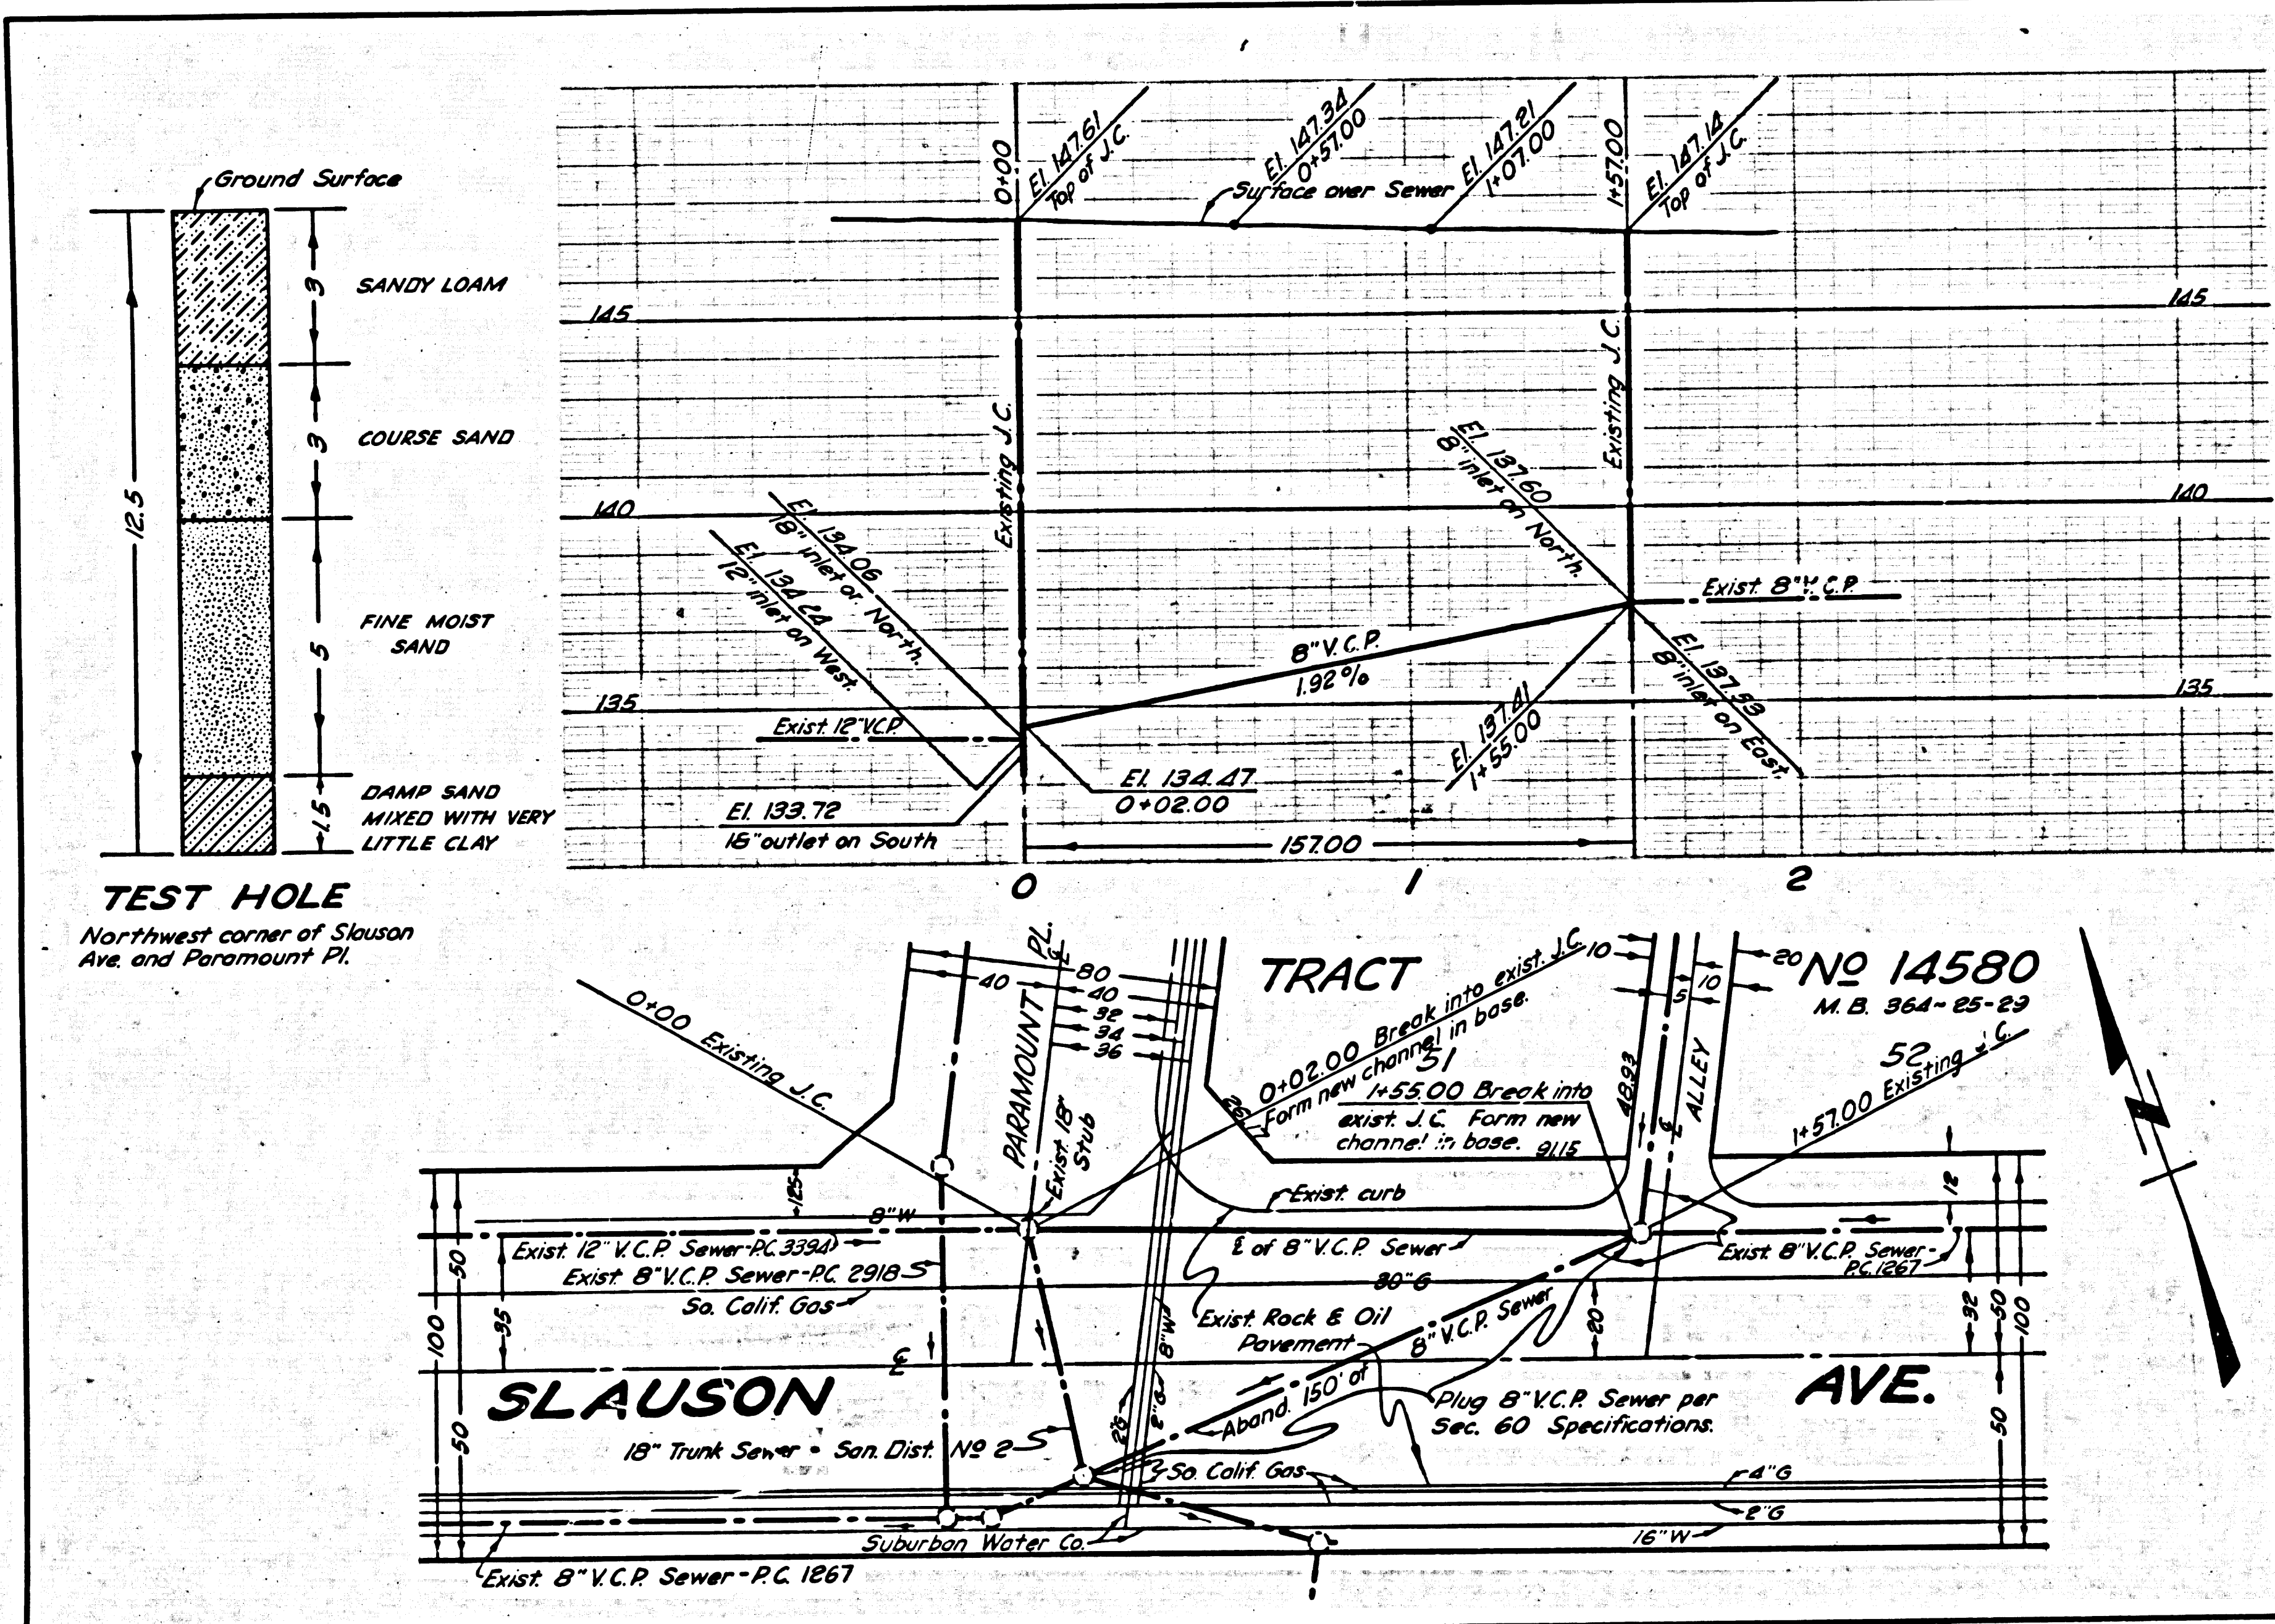 Ground Surface
3
SANDY LOAM
3
COURSE SAND
12.5
5
FINE MOIST
SAND
1.5
DAMP SAND
MIXED WITH VERY
LITTLE CLAY
TEST HOLE
Northwest corner of Slauson
Ave. and Paramount Pl.
0+00
El. 147.61
Top of J.C.
El. 147.34
0+57.00
Surface over Sewer
El. 147.21
1+07.00
1+57.00
El. 147.14
Top of J.C.
145
145
Existing J.C.
Existing J.C.
140
140
El. 134.06
18" inlet on North.
El. 134.24
12" inlet on West.
El. 137.60
8" inlet on North.
Exist. 8" V.C.P.
8" V.C.P.
1.92%
El. 137.53
8" inlet on East.
135
135
Exist. 12" V.C.P.
El. 137.41
1+55.00
El. 134.47
0+02.00
El. 133.72
18" outlet on South
157.00
0
1
2
TRACT
Nº 14580
M.B. 364-25-29
PARAMOUNT
PL.
80
40
40
32
34
36
10
5
10
20
0+00 Existing J.C.
0+02.00 Break into exist. J.C.
Form new channel in base.
51
1+55.00 Break into
exist. J.C. Form new
channel in base.
91.15
48.93
ALLEY
52
1+57.00 Existing J.C.
Exist. 18"
Stub
12
Exist. curb
8"W
Exist. 12" V.C.P. Sewer-P.C. 3394
Exist. 8" V.C.P. Sewer-P.C. 2918
So. Calif. Gas
℄ of 8" V.C.P. Sewer
Exist. 8" V.C.P. Sewer-
P.C. 1267
30"G
Exist. Rock & Oil
Pavement
8"W
2"G
100
50
35
50
20
32
50
100
50
℄
SLAUSON
AVE.
Aband. 150' of
8" V.C.P. Sewer
Plug 8" V.C.P. Sewer per
Sec. 60 Specifications.
18" Trunk Sewer - San. Dist. Nº 2
So. Calif. Gas
4"G
2"G
16"W
Suburban Water Co.
Exist. 8" V.C.P. Sewer-P.C. 1267